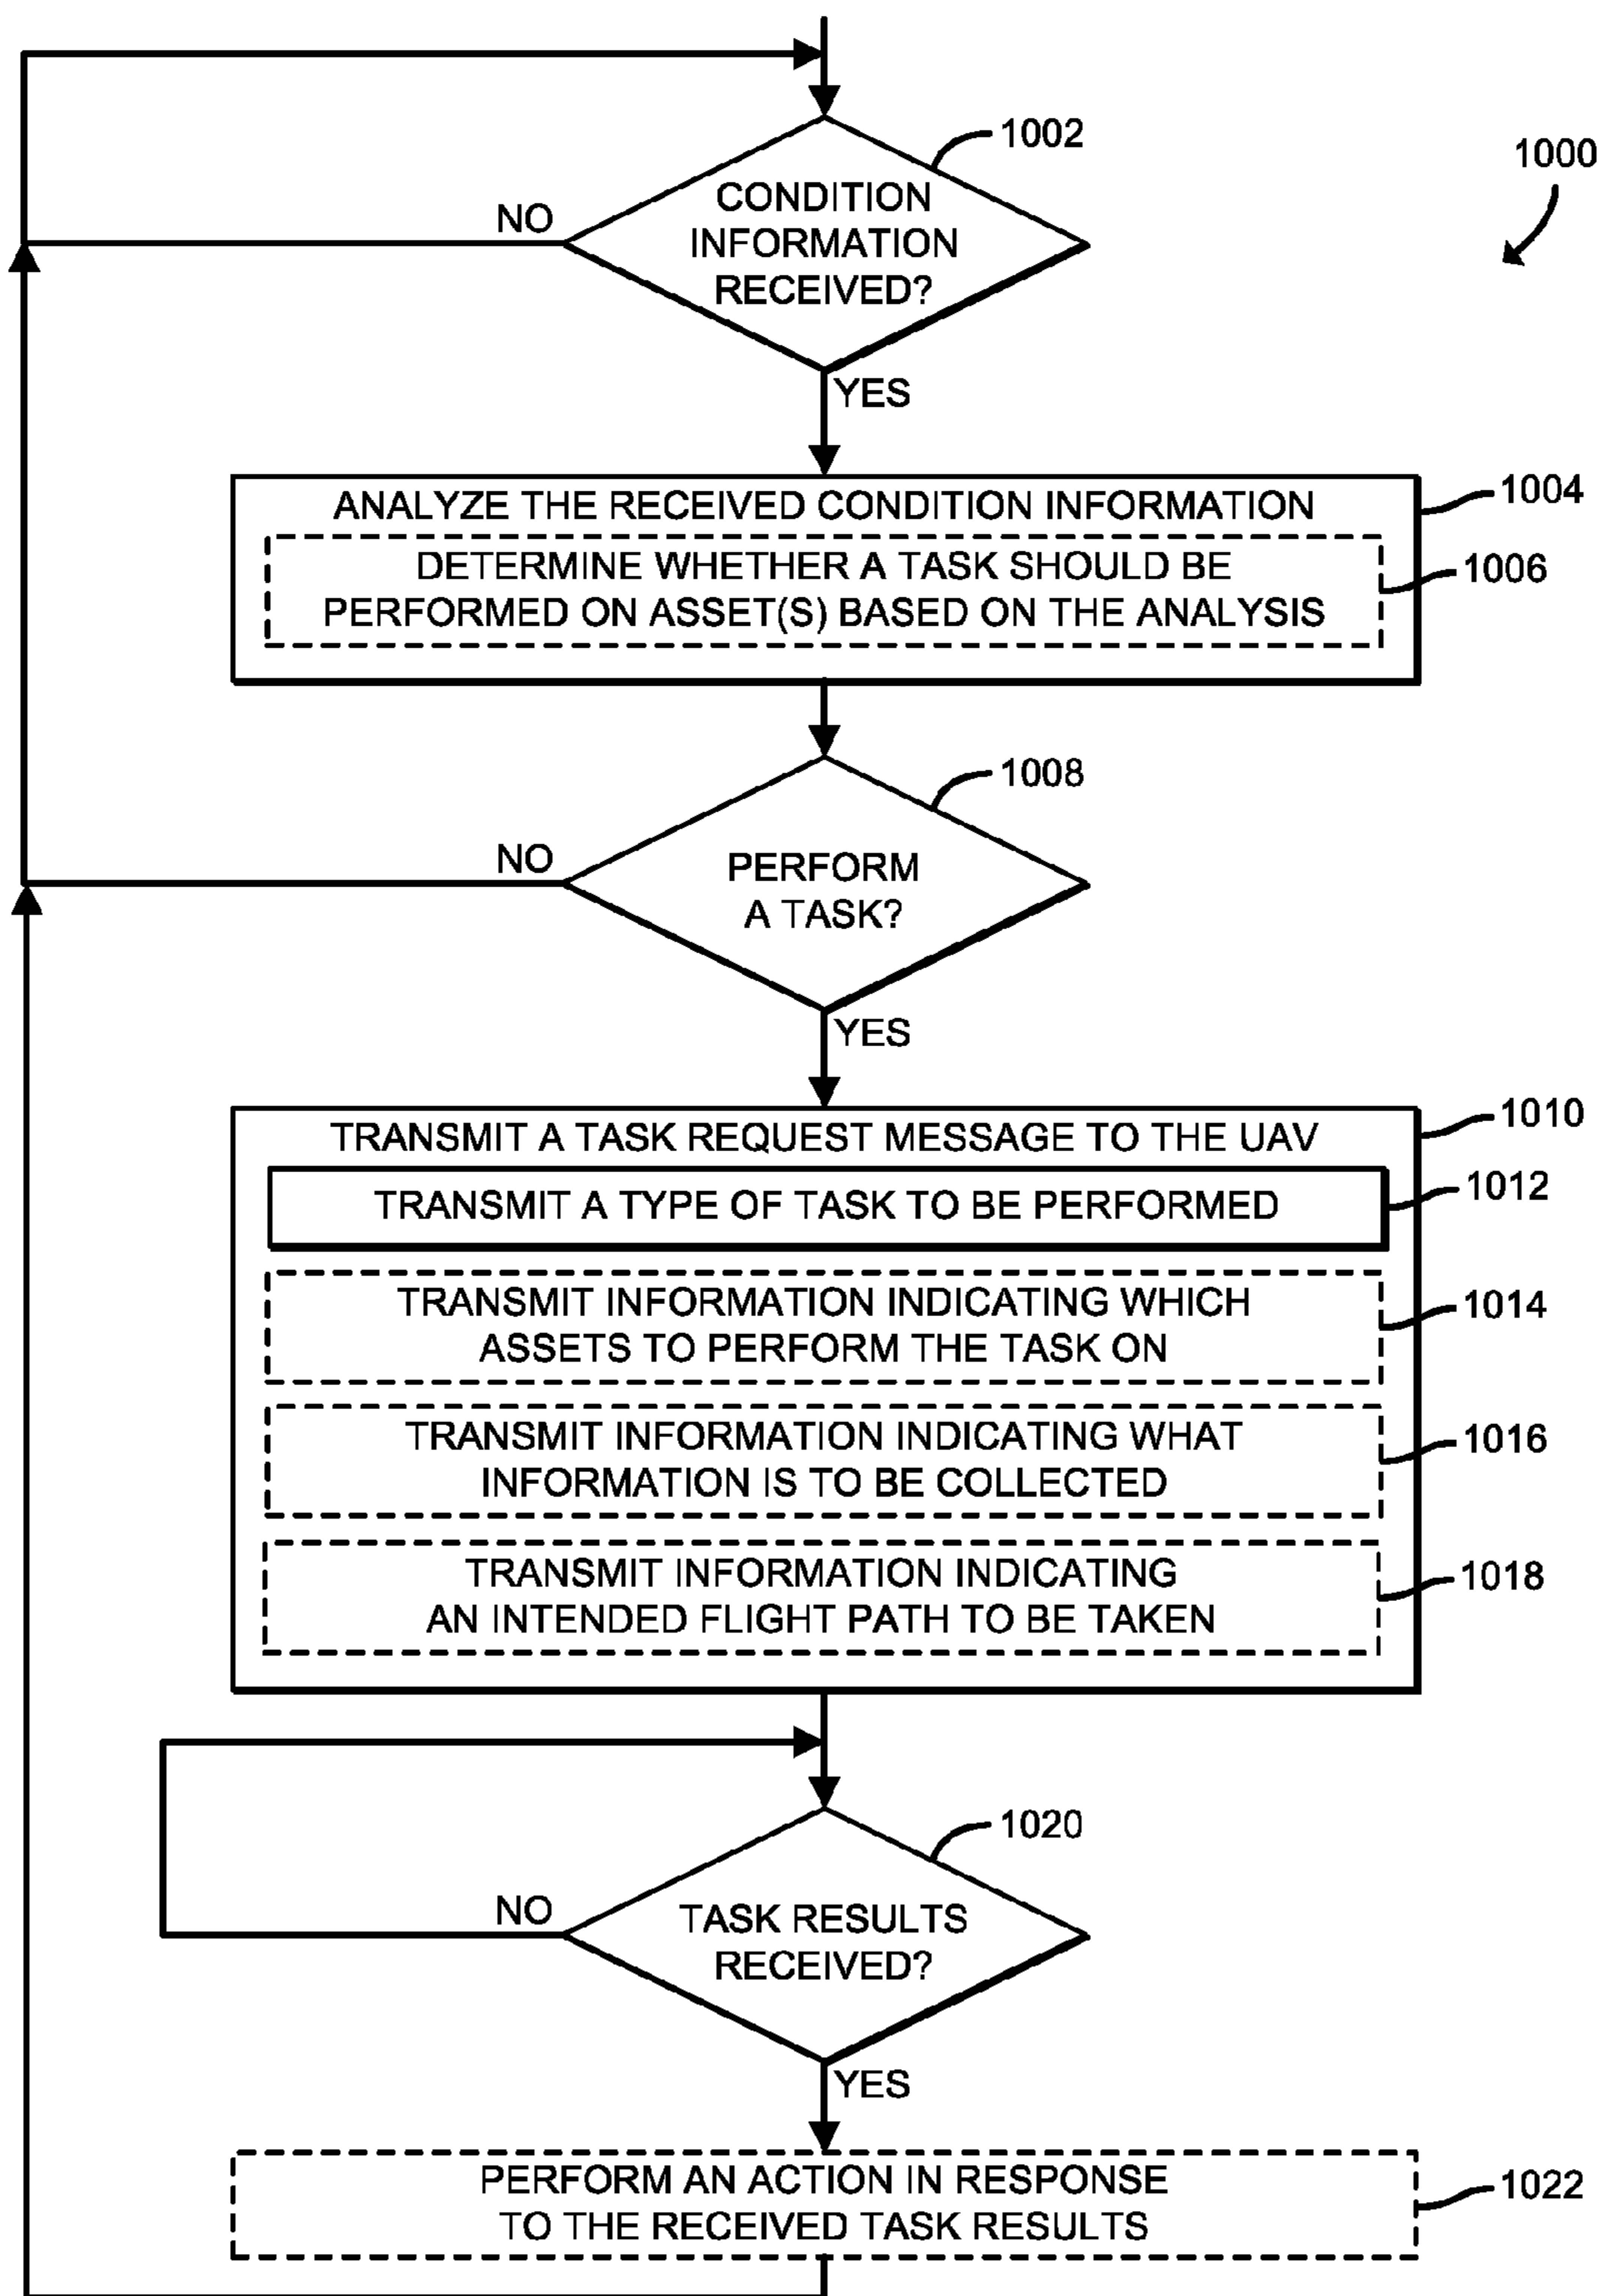 1002
1000
CONDITION
INFORMATION
RECEIVED?
NO
YES
1004
ANALYZE THE RECEIVED CONDITION INFORMATION
DETERMINE WHETHER A TASK SHOULD BE
PERFORMED ON ASSET(S) BASED ON THE ANALYSIS
1006
1008
NO
PERFORM
A TASK?
YES
1010
TRANSMIT A TASK REQUEST MESSAGE TO THE UAV
TRANSMIT A TYPE OF TASK TO BE PERFORMED
1012
TRANSMIT INFORMATION INDICATING WHICH
ASSETS TO PERFORM THE TASK ON
1014
TRANSMIT INFORMATION INDICATING WHAT
INFORMATION IS TO BE COLLECTED
1016
TRANSMIT INFORMATION INDICATING
AN INTENDED FLIGHT PATH TO BE TAKEN
1018
1020
NO
TASK RESULTS
RECEIVED?
YES
PERFORM AN ACTION IN RESPONSE
TO THE RECEIVED TASK RESULTS
1022